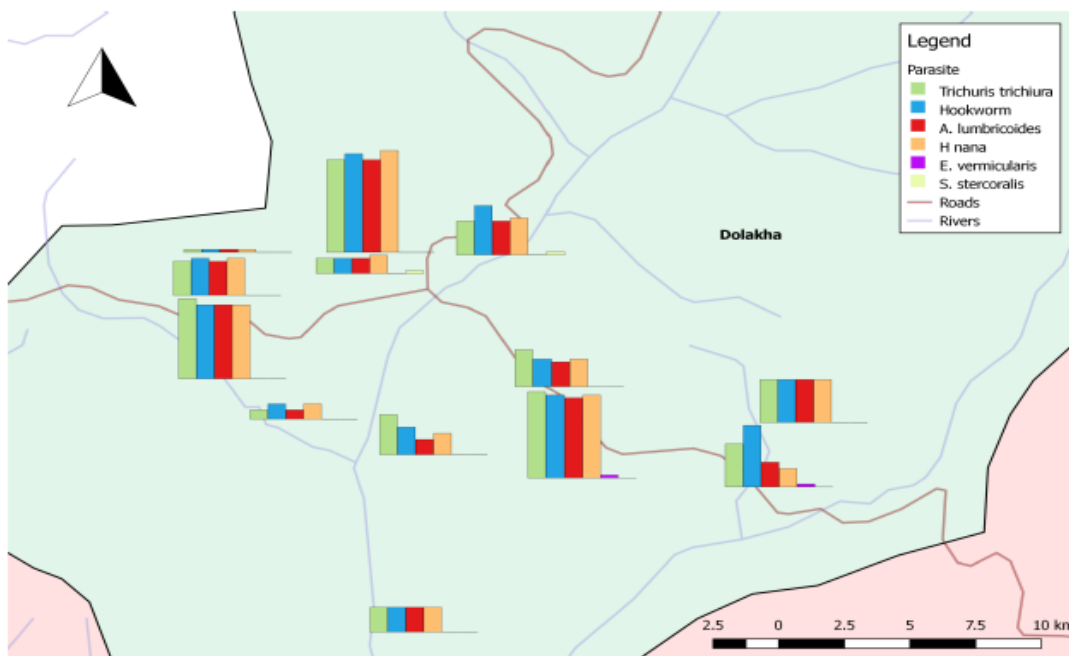 Legend
Parasite
Trichuris trichiura
Hookworm
A. lumbricoides
H nana
E. vermicularis
S. stercoralis
Roads
Rivers
Dolakha
2.5 0 2.5 5 7.5 10 km